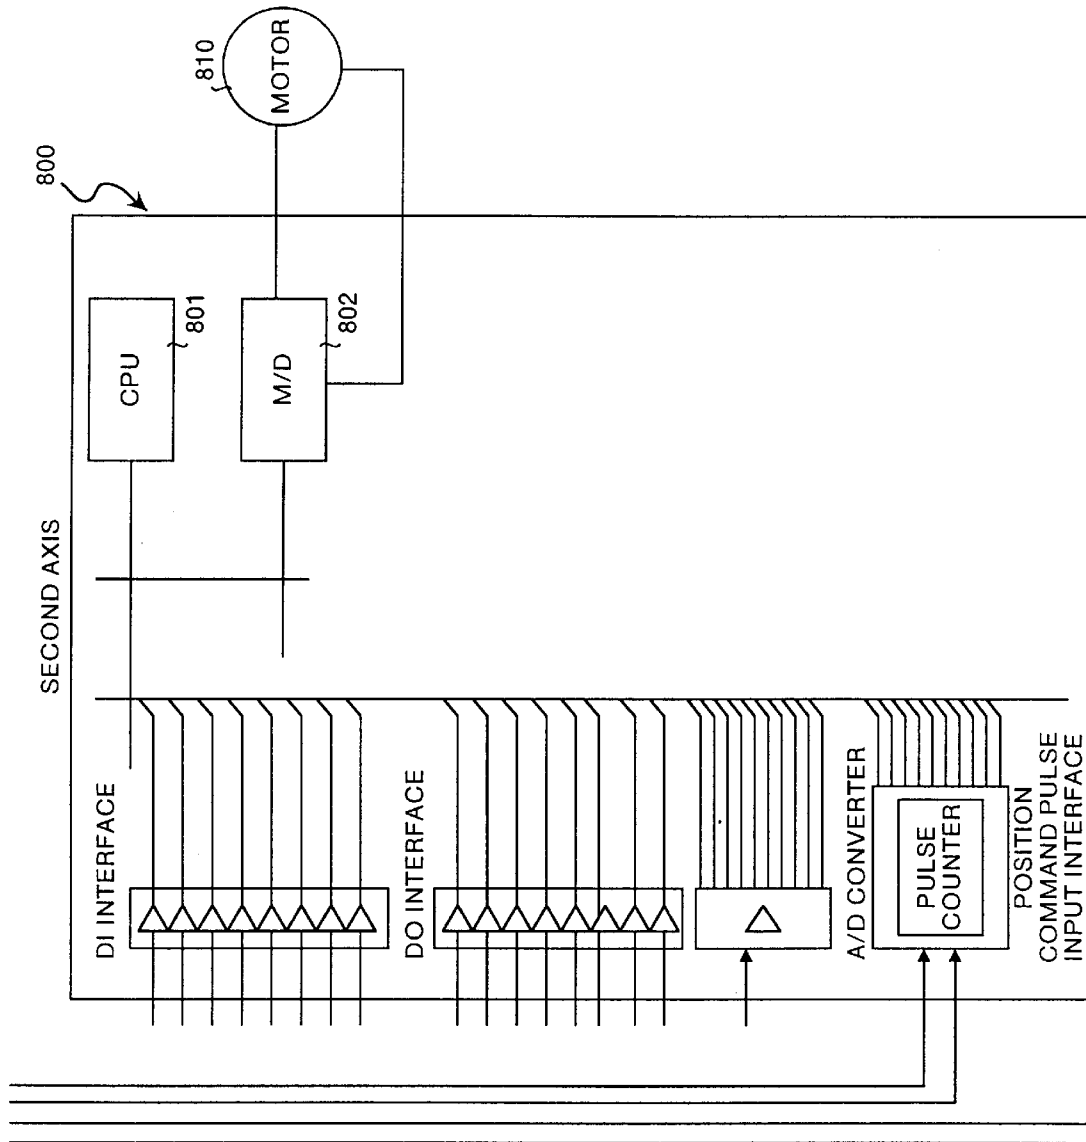 SECOND AXIS
800
CPU
801
M/D
802
MOTOR
810
DI INTERFACE
DO INTERFACE
A/D CONVERTER
PULSE
COUNTER
POSITION
COMMAND PULSE
INPUT INTERFACE